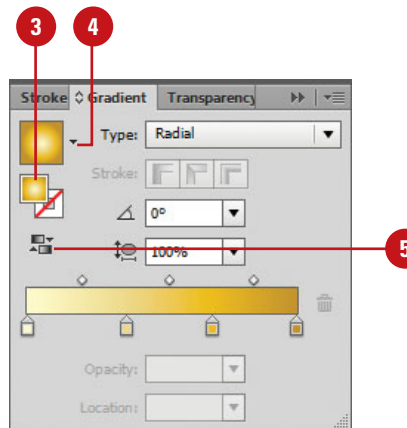 3 4
Stroke Gradient Transparency
Type: Radial
Stroke:
0°
5
100%
Opacity:
Location: